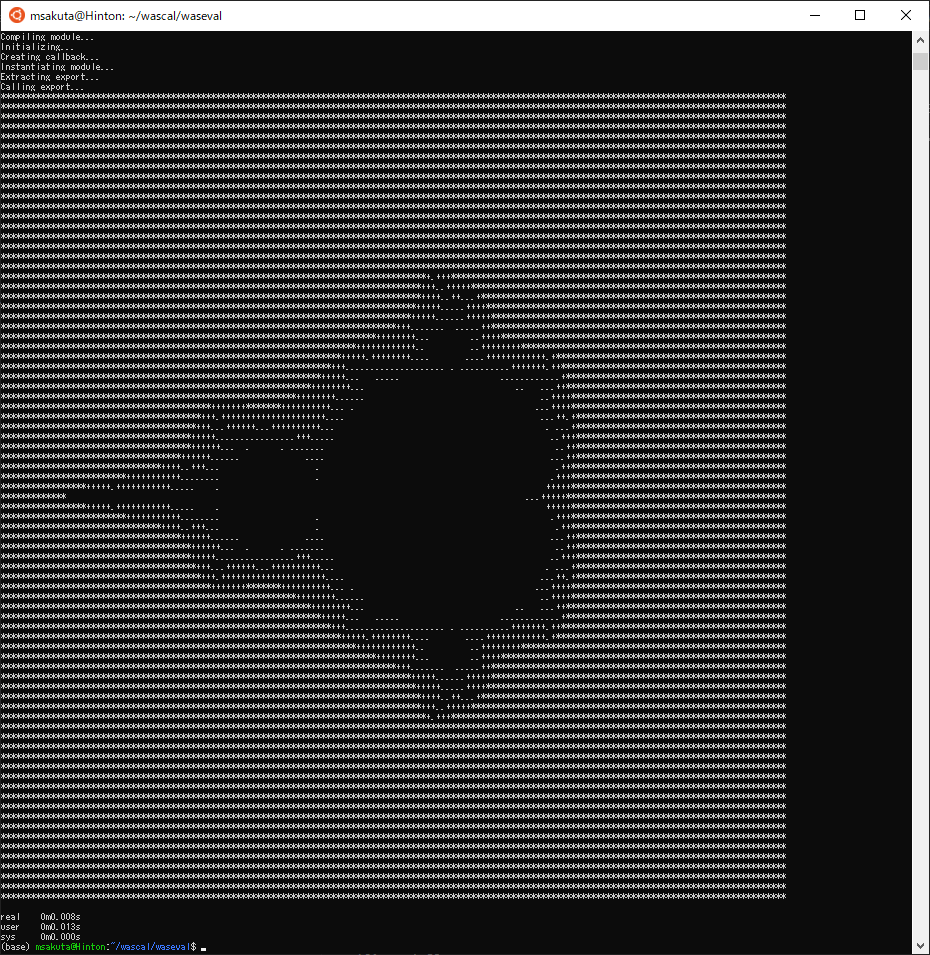 msakuta@Hinton: ~/wascal/waseval
Compiling module...
Initializing...
Creating callback...
Instantiating module...
Extracting export...
Calling export...
real 0m0.008s
user 0m0.013s
sys 0m0.000s
(base) msakuta@Hinton:~/wascal/waseval$